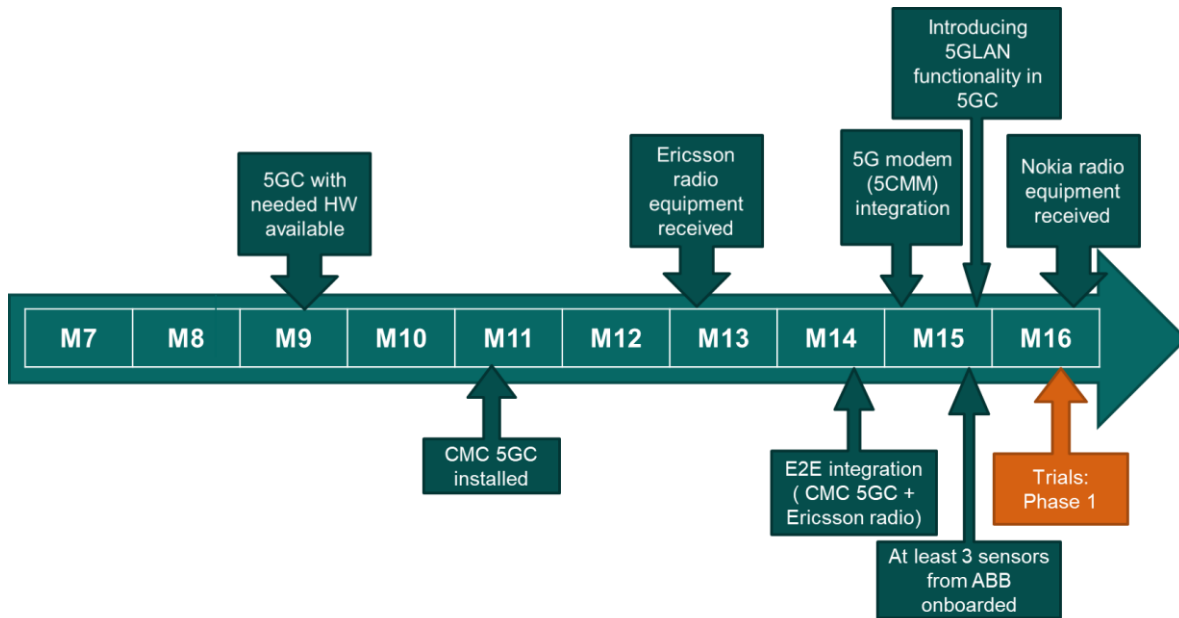 Introducing
5GLAN
functionality in
5GC
5GC with
needed HW
available
Ericsson
radio
equipment
received
5G modem
(5CMM)
integration
Nokia radio
equipment
received
M7
M8
M9
M10
M11
M12
M13
M14
M15
M16
CMC 5GC
installed
E2E integration
( CMC 5GC +
Ericsson radio)
Trials:
Phase 1
At least 3 sensors
from ABB
onboarded